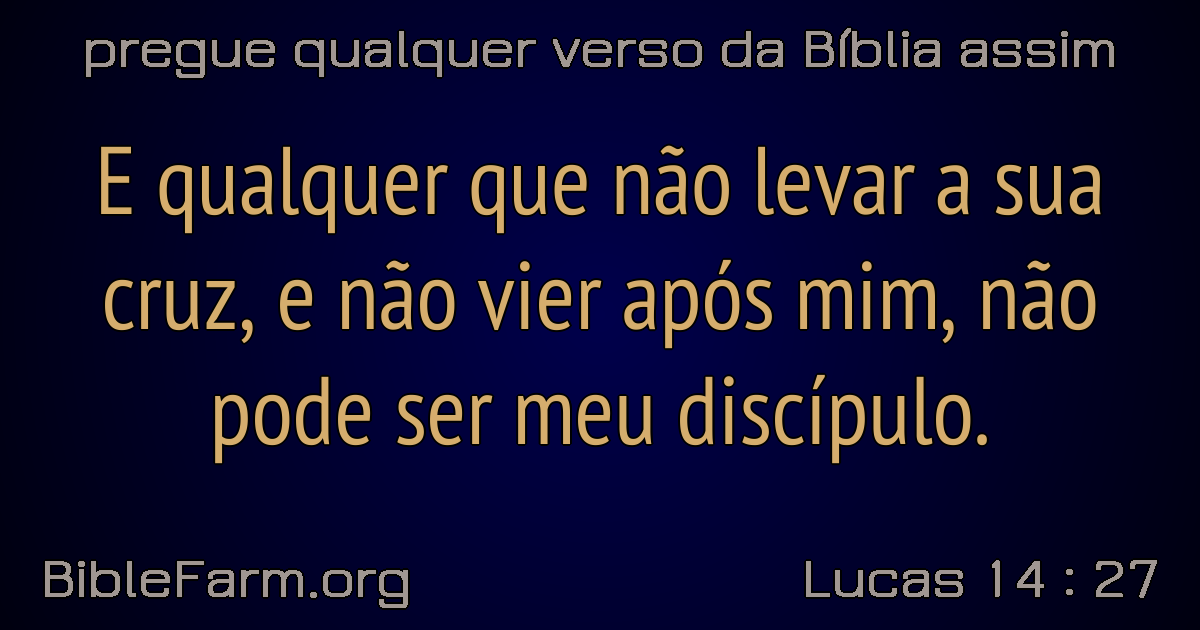 pregue qualquer verso da Bíblia assim
E qualquer que não levar a sua
cruz, e não vier após mim, não
pode ser meu discípulo.
BibleFarm.org
Lucas 14 : 27